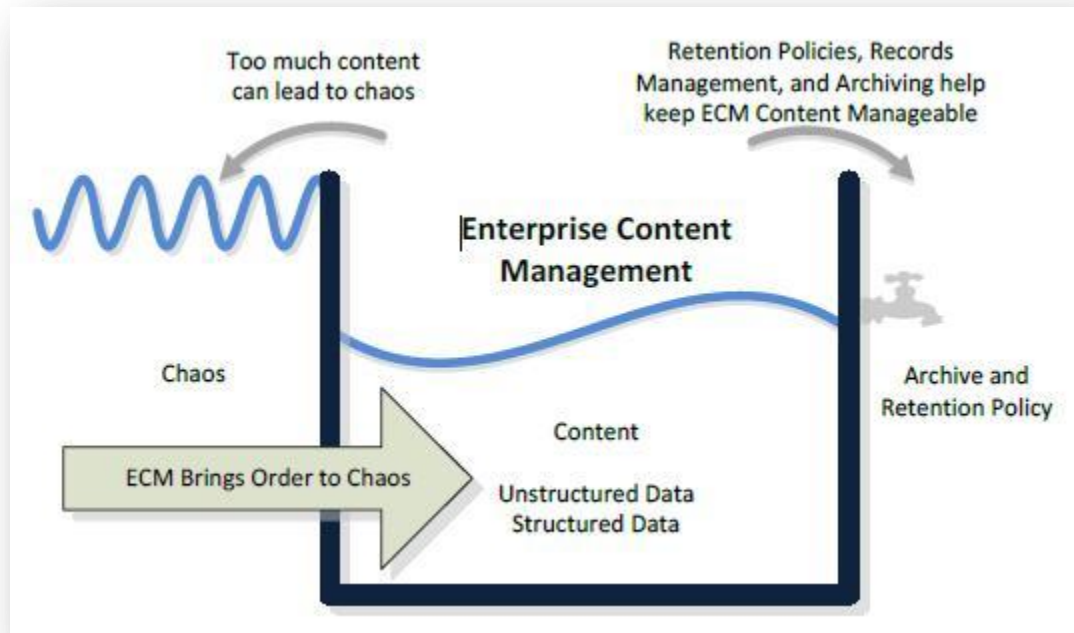 Too much content
can lead to chaos
Retention Policies, Records
Management, and Archiving help
keep ECM Content Manageable
Enterprise Content
Management
Chaos
Archive and
Retention Policy
ECM Brings Order to Chaos
Content
Unstructured Data
Structured Data